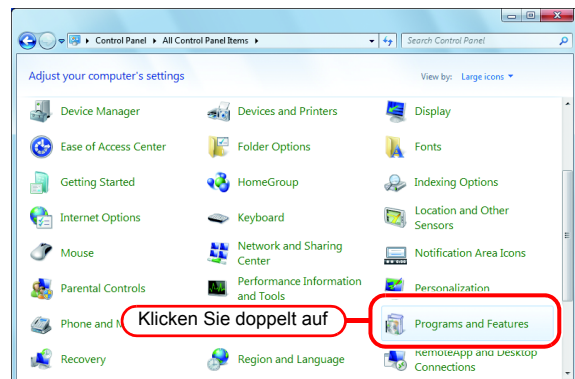 Control Panel ▸ All Control Panel Items ▸
Search Control Panel
Adjust your computer's settings
View by: Large icons
Device Manager
Devices and Printers
Display
Ease of Access Center
Folder Options
Fonts
Getting Started
HomeGroup
Indexing Options
Internet Options
Keyboard
Location and Other
Sensors
Mouse
Network and Sharing
Center
Notification Area Icons
Parental Controls
Performance Information
and Tools
Personalization
Phone and
Klicken Sie doppelt auf
Programs and Features
Recovery
Region and Language
RemoteApp and Desktop
Connections